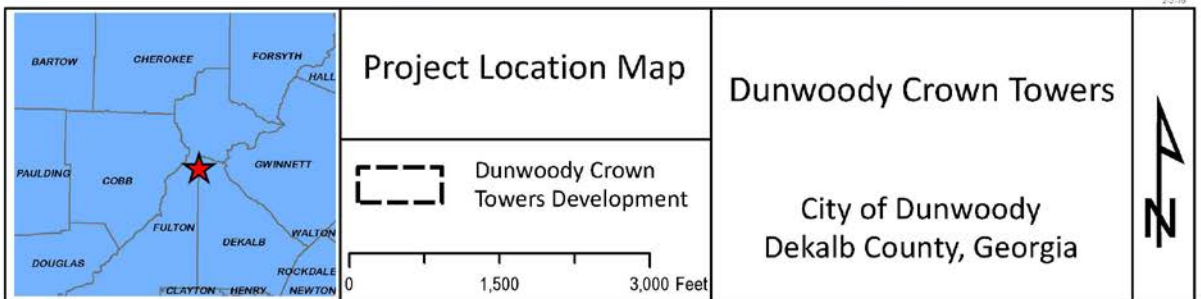 BARTOW
CHEROKEE
FORSYTH
HALL
PAULDING
COBB
GWINNETT
FULTON
DEKALB
WALTON
DOUGLAS
ROCKDALE
CLAYTON
HENRY
NEWTON
Project Location Map
Dunwoody Crown
Towers Development
0 1,500 3,000 Feet
Dunwoody Crown Towers
City of Dunwoody
Dekalb County, Georgia
N